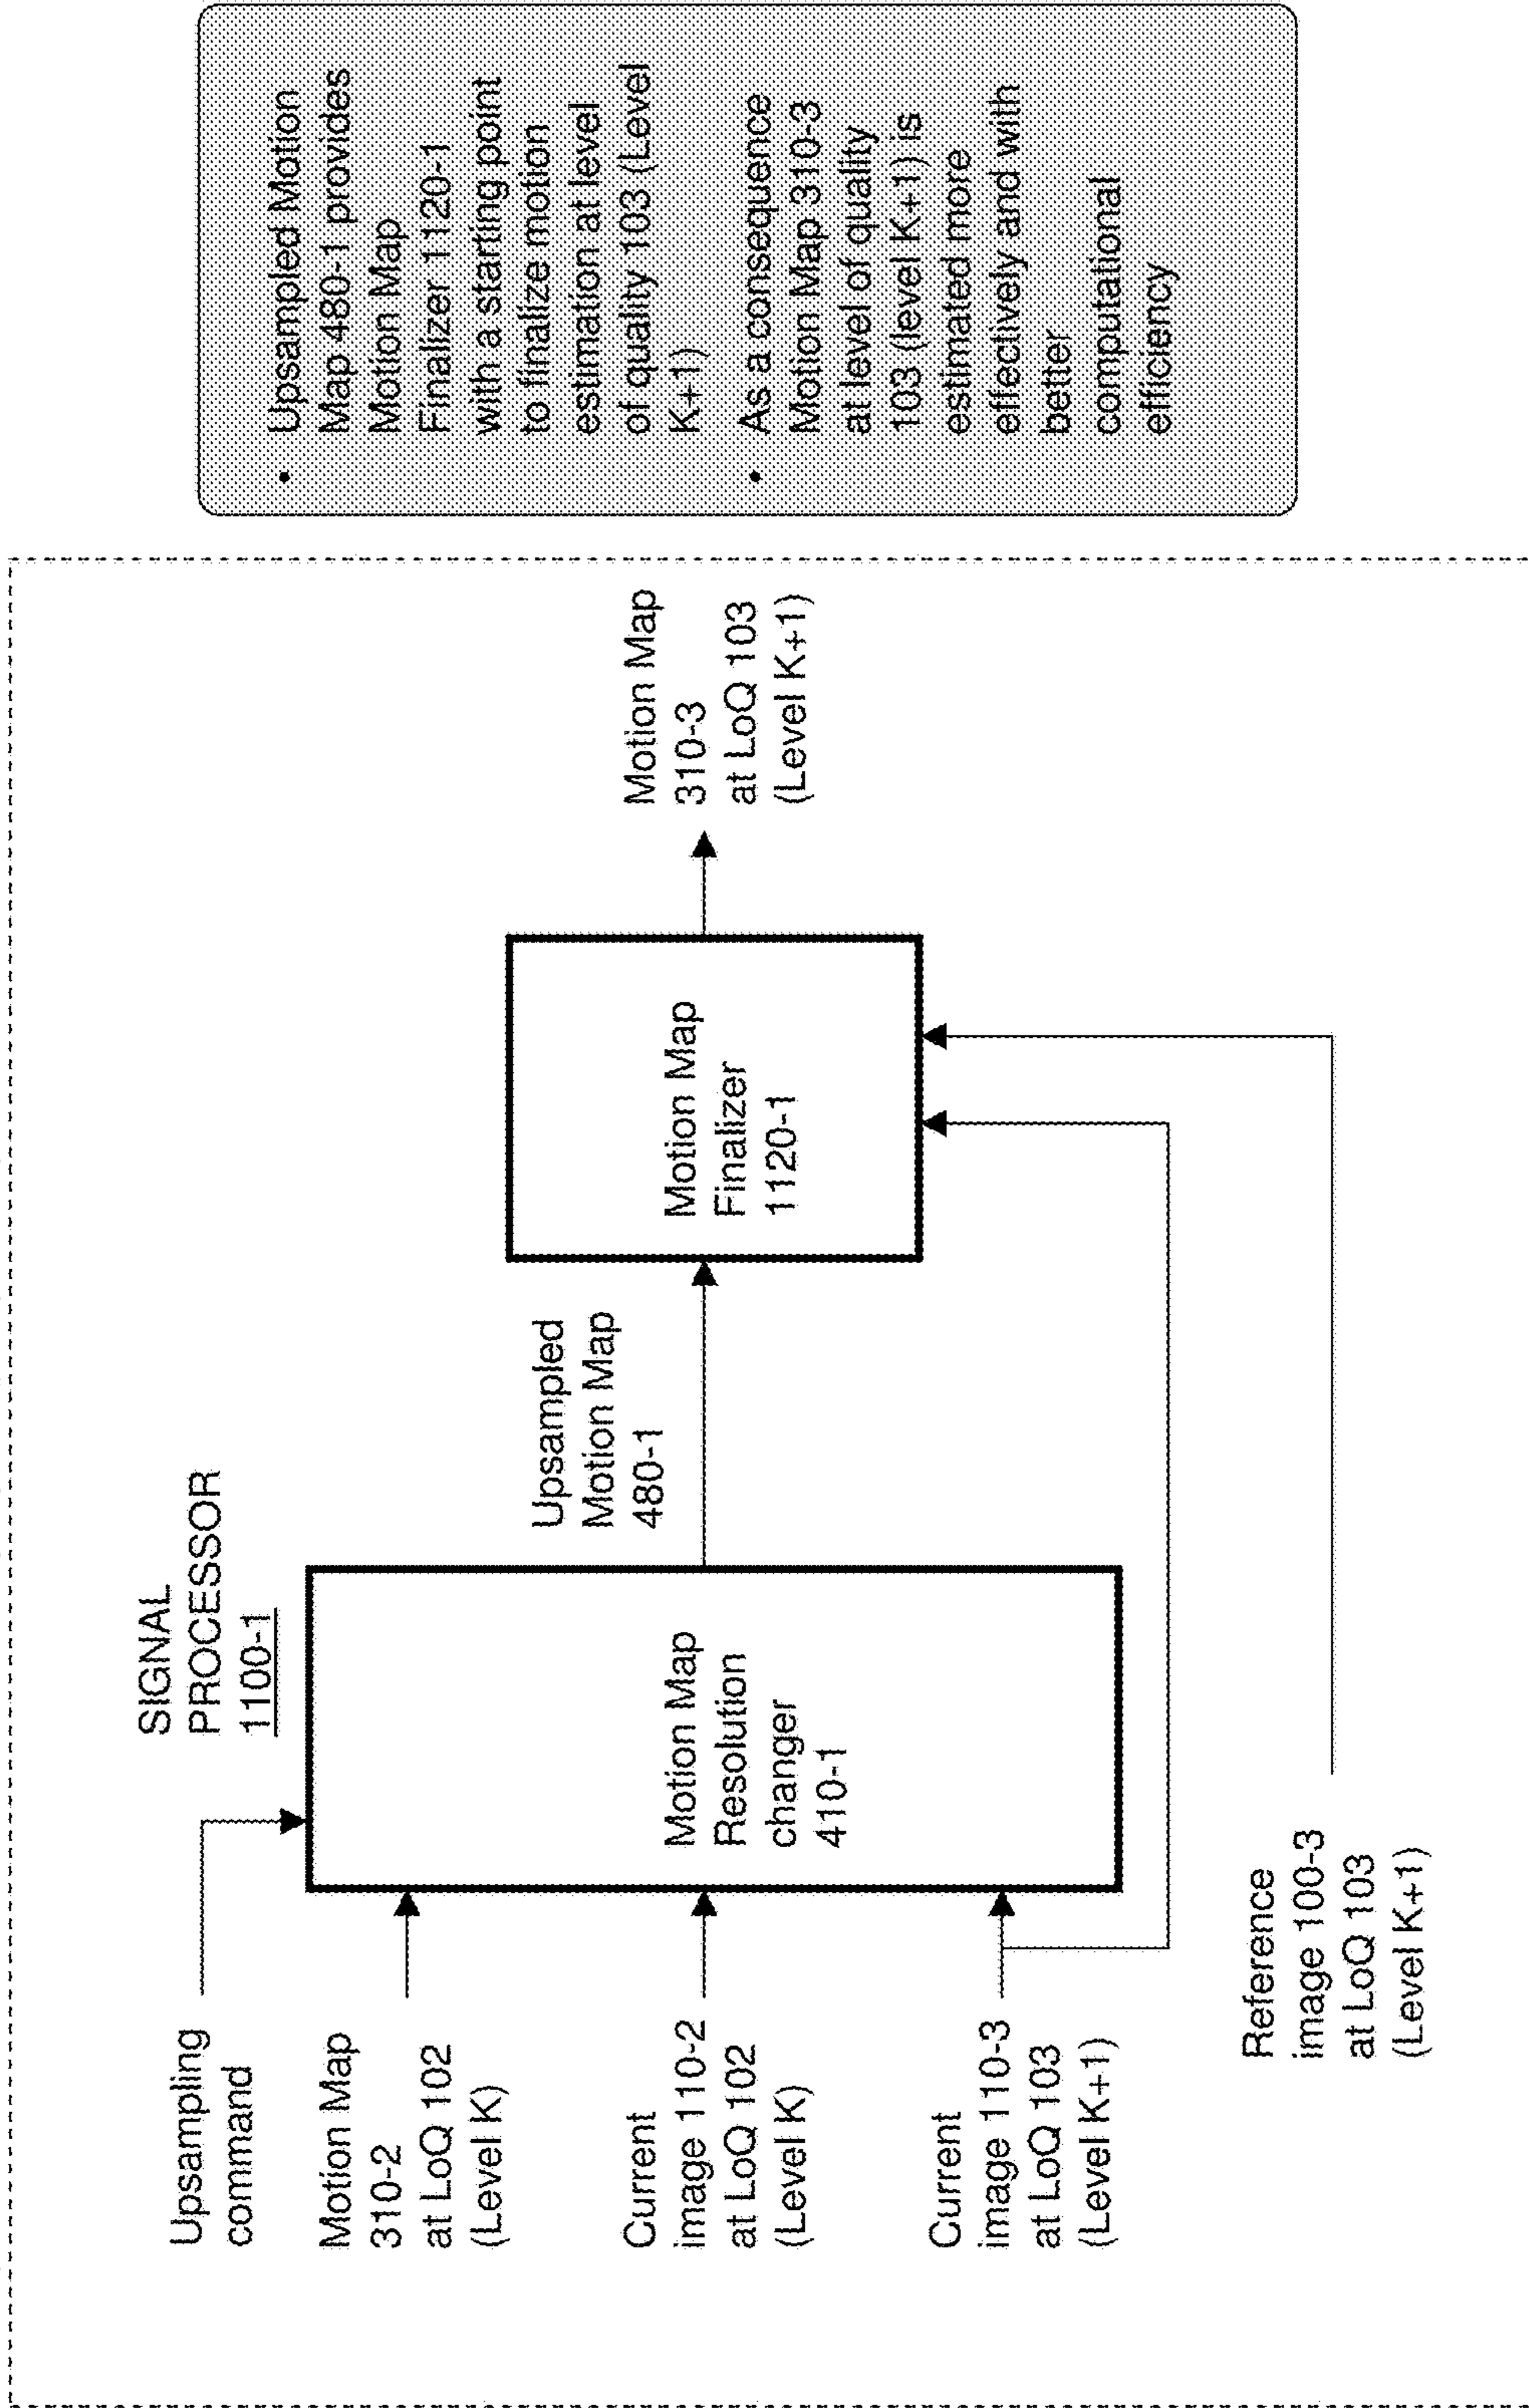 SIGNAL
PROCESSOR
1100-1
Upsampling
command
Motion Map
310-2
at LoQ 102
(Level K)
Current
image 110-2
at LoQ 102
(Level K)
Current
image 110-3
at LoQ 103
(Level K+1)
Reference
image 100-3
at LoQ 103
(Level K+1)
Motion Map
Resolution
changer
410-1
Upsampled
Motion Map
480-1
Motion Map
Finalizer
1120-1
Motion Map
310-3
at LoQ 103
(Level K+1)
• Upsampled Motion
Map 480-1 provides
Motion Map
Finalizer 1120-1
with a starting point
to finalize motion
estimation at level
of quality 103 (Level
K+1)
• As a consequence
Motion Map 310-3
at level of quality
103 (level K+1) is
estimated more
effectively and with
better
computational
efficiency